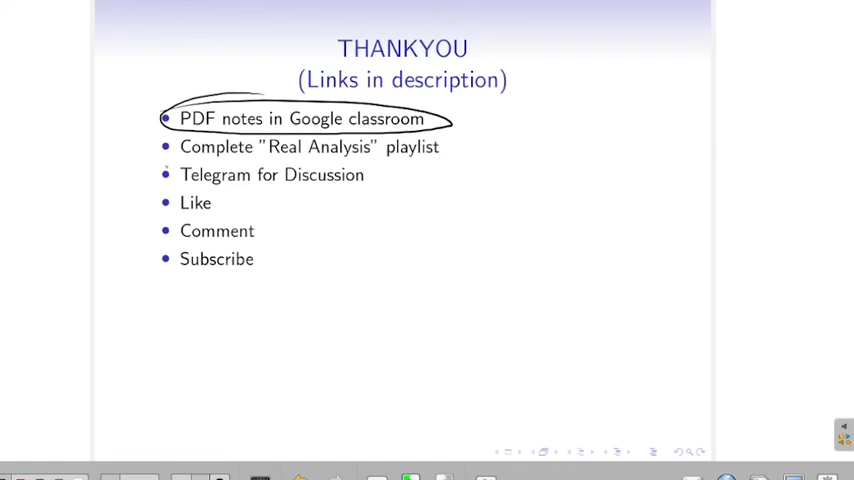 THANKYOU
(Links in description)
PDF notes in Google classroom
Complete "Real Analysis" playlist
Telegram for Discussion
Like
Comment
Subscribe